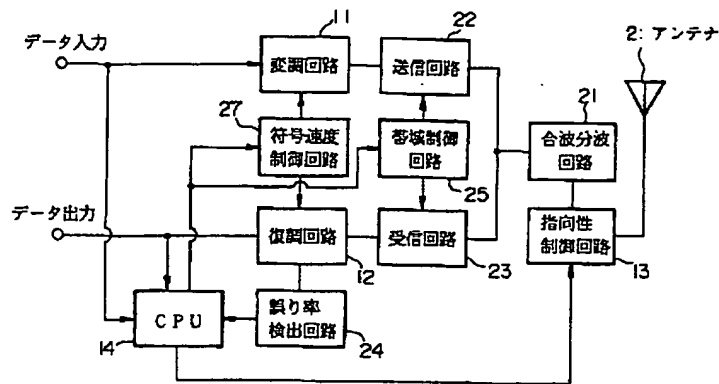 11
22
2: アンテナ
データ入力
変調回路
送信回路
21
27
符号速度
制御回路
帯域制御
回路
25
合波分波
回路
データ出力
復調回路
12
受信回路
23
指向性
制御回路
13
CPU
14
誤り率
検出回路
24